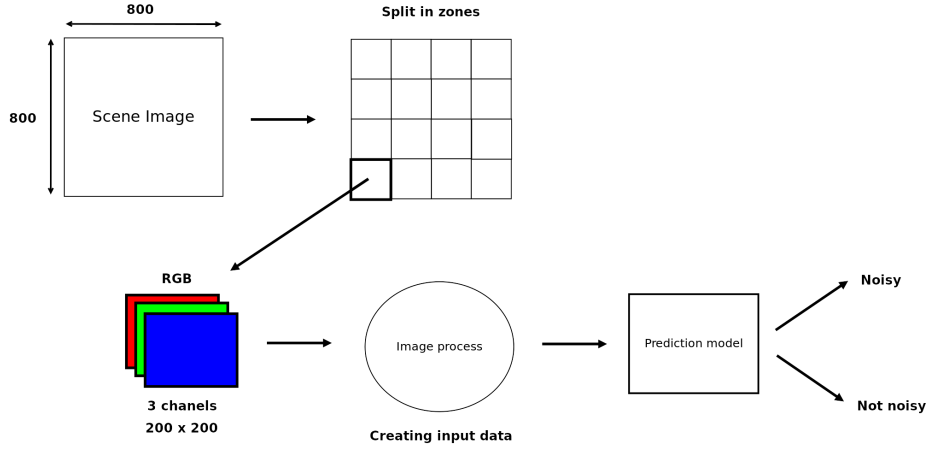 800
Split in zones
800
Scene Image
RGB
Noisy
Image process
Prediction model
3 chanels
200 x 200
Not noisy
Creating input data